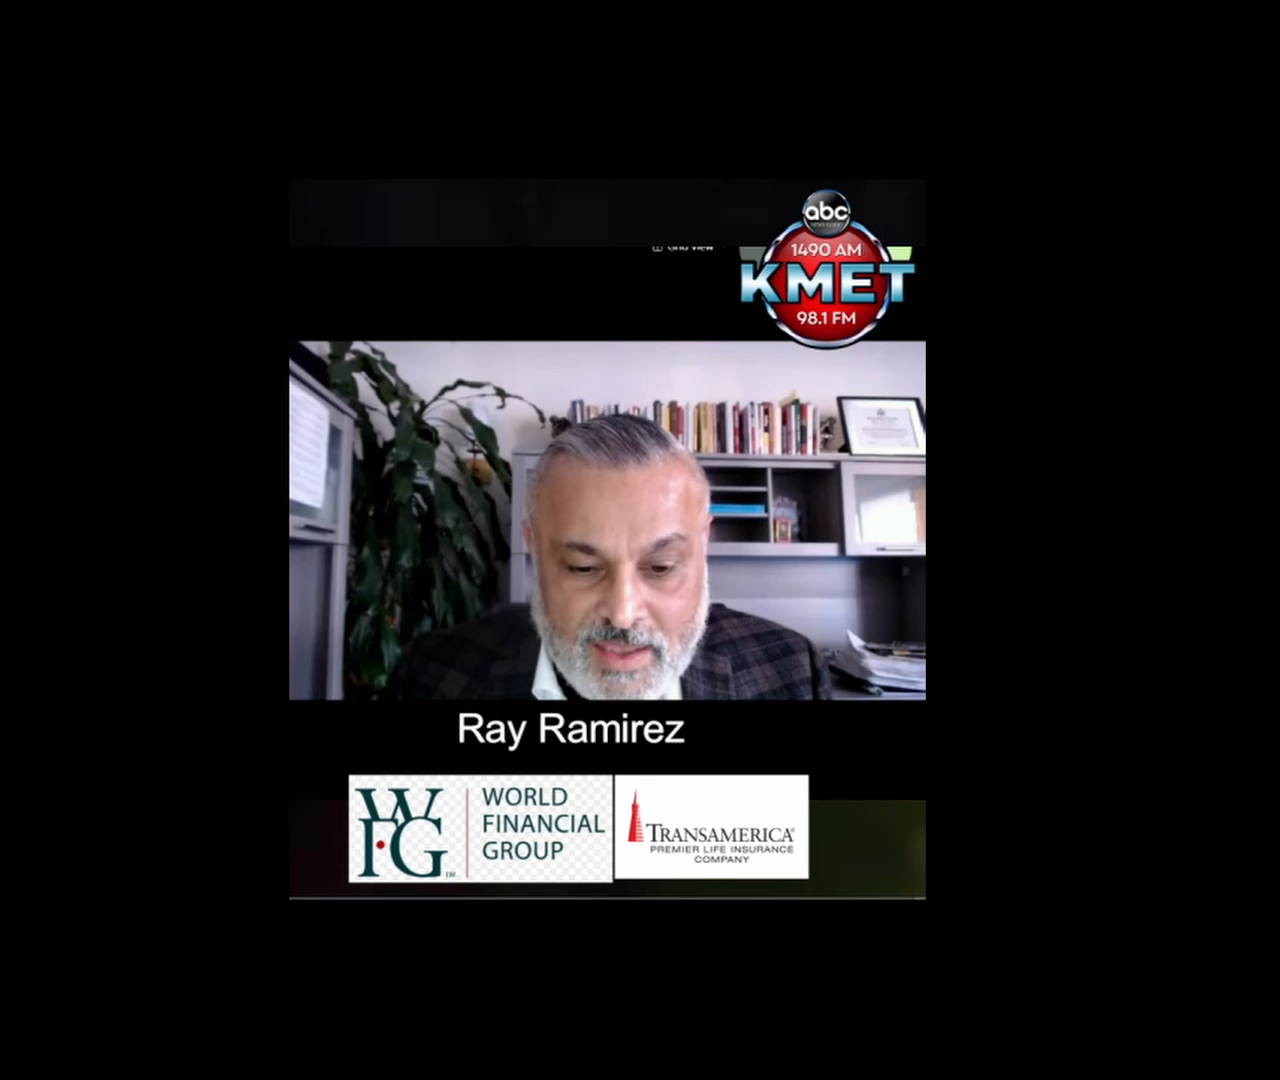 abc
1490 AM
KMET
98.1 FM
Ray Ramirez
WFG
WORLD
FINANCIAL
GROUP
TRANSAMERICA®
PREMIER LIFE INSURANCE
COMPANY